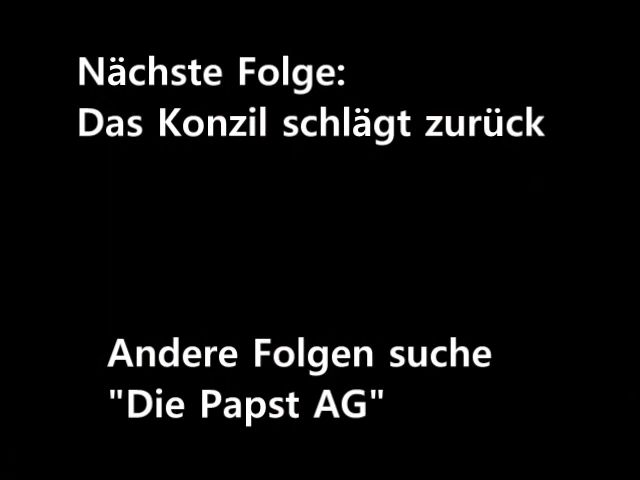 Nächste Folge:
Das Konzil schlägt zurück
Andere Folgen suche
"Die Papst AG"